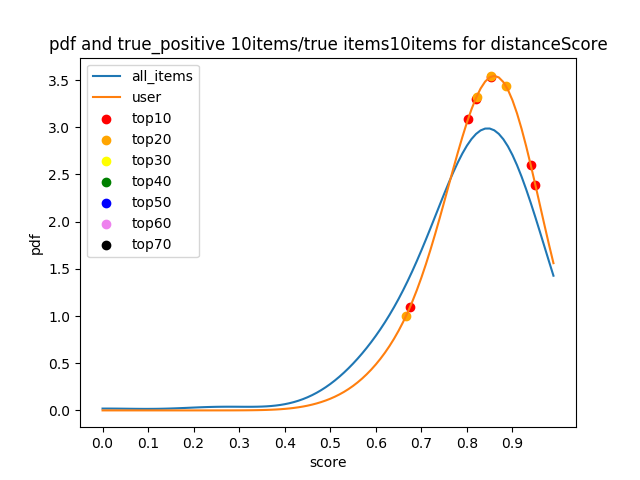 pdf and true_positive 10items/true items10items for distanceScore
all_items
user
top10
top20
top30
top40
top50
top60
top70
pdf
3.5
3.0
2.5
2.0
1.5
1.0
0.5
0.0
0.0 0.1 0.2 0.3 0.4 0.5 0.6 0.7 0.8 0.9
score